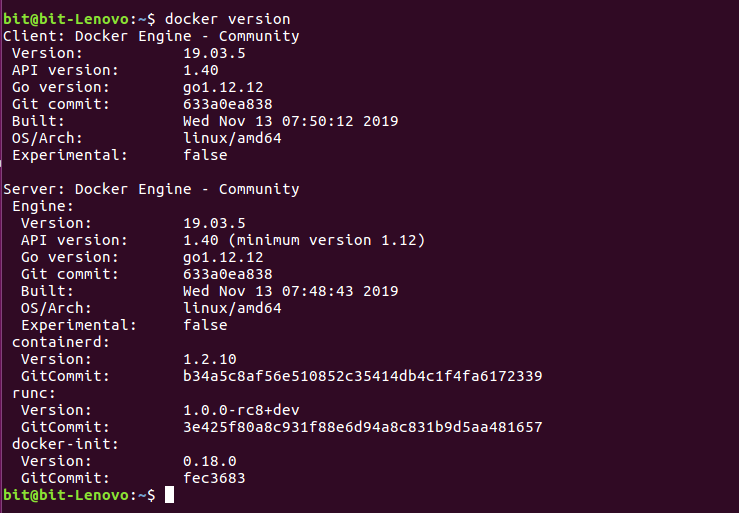 bit@bit-Lenovo:~$ docker version
Client: Docker Engine - Community
 Version:           19.03.5
 API version:       1.40
 Go version:        go1.12.12
 Git commit:        633a0ea838
 Built:             Wed Nov 13 07:50:12 2019
 OS/Arch:           linux/amd64
 Experimental:      false

Server: Docker Engine - Community
 Engine:
  Version:          19.03.5
  API version:      1.40 (minimum version 1.12)
  Go version:       go1.12.12
  Git commit:       633a0ea838
  Built:            Wed Nov 13 07:48:43 2019
  OS/Arch:          linux/amd64
  Experimental:     false
 containerd:
  Version:          1.2.10
  GitCommit:        b34a5c8af56e510852c35414db4c1f4fa6172339
 runc:
  Version:          1.0.0-rc8+dev
  GitCommit:        3e425f80a8c931f88e6d94a8c831b9d5aa481657
 docker-init:
  Version:          0.18.0
  GitCommit:        fec3683
bit@bit-Lenovo:~$